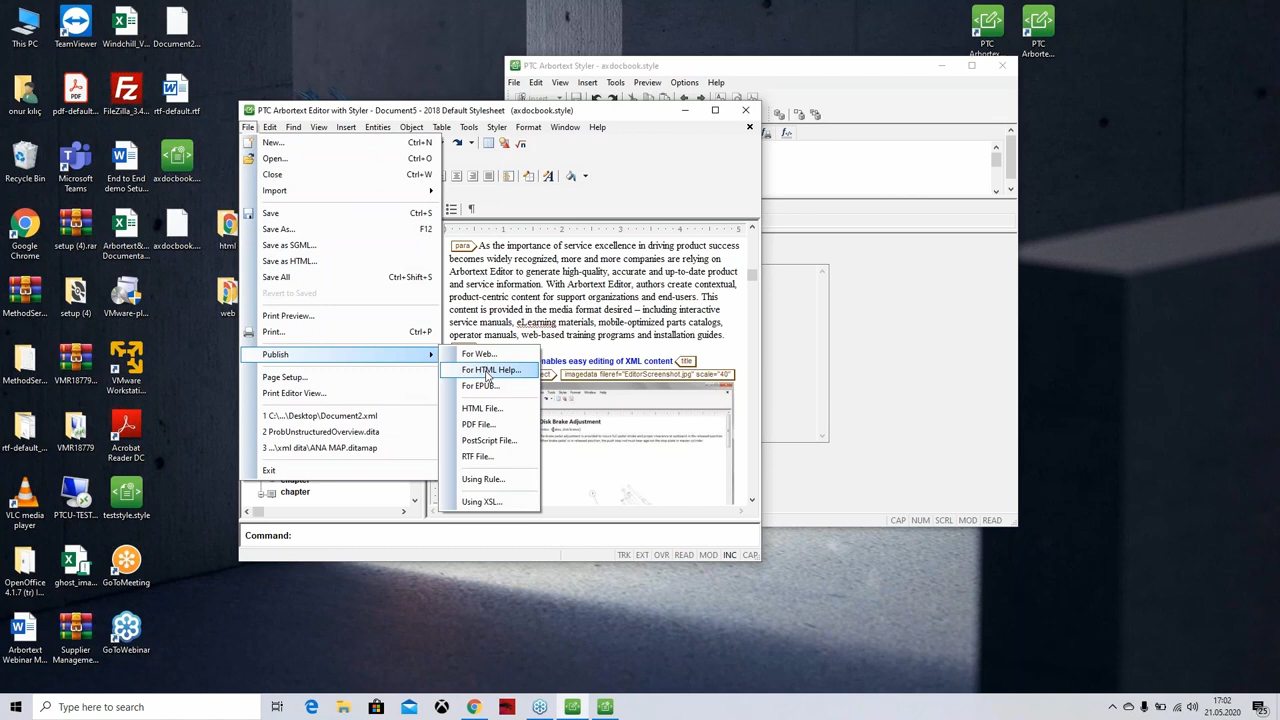 This PC
TeamViewer
Windchill_V...
Document2...
onur kılıç
pdf-default...
FileZilla_3.4...
rtf-default.rtf
Recycle Bin
Microsoft Teams
End to End demo Setu...
axdocbook....
Google Chrome
setup (4).rar
Arbortext&...
axdocbook....
html
MethodServ...
setup (4)
VMware-pl...
web
MethodServ...
VMR18779...
VMware Workstati...
rtf-default...
VMR18779
Acrobat Reader DC
VLC media player
PTCU-TEST...
teststyle.style
OpenOffice 4.1.7 (tr)...
ghost_ima...
GoToMeeting
Arbortext Webinar M...
Supplier Manageme...
GoToWebinar
PTC Arbortex...
PTC Arborte...
PTC Arbortext Styler - axdocbook.style
File Edit View Insert Tools Preview Options Help
Insert
CAP NUM SCRL MOD READ
PTC Arbortext Editor with Styler - Document5 - 2018 Default Stylesheet (axdocbook.style)
File Edit Find View Insert Entities Object Table Tools Styler Format Window Help
New... Ctrl+N
Open... Ctrl+O
Close Ctrl+W
Import
Save Ctrl+S
Save As... F12
Save as SGML...
Save as HTML...
Save All Ctrl+Shift+S
Revert to Saved
Print Preview...
Print... Ctrl+P
Publish
Page Setup...
Print Editor View...
1 C:\...\Desktop\Document2.xml
2 ProbUnstructuredOverview.dita
3 ...\xml dita\ANA MAP.ditamap
Exit
For Web...
For HTML Help...
For EPUB...
HTML File...
PDF File...
PostScript File...
RTF File...
Using Rule...
Using XSL...
1 2 3 4 5
para As the importance of service excellence in driving product success
becomes widely recognized, more and more companies are relying on
Arbortext Editor to generate high-quality, accurate and up-to-date product
and service information. With Arbortext Editor, authors create contextual,
product-centric content for support organizations and end-users. This
content is provided in the media format desired – including interactive
service manuals, eLearning materials, mobile-optimized parts catalogs,
operator manuals, web-based training programs and installation guides.
nables easy editing of XML content title
ect imagedata fileref="EditorScreenshot.jpg" scale="40"
Disk Brake Adjustment
chapter
chapter
Command:
TRK EXT OVR READ MOD INC CAP
Type here to search
17:02
21.05.2020